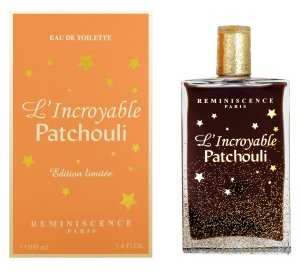 EAU DE TOILETTE
L'Incroyable
Patchouli
Edition limitée
REMINISCENCE
PARIS
℮ 100 ml 3.4 Fl.Oz.
REMINISCENCE
PARIS
L'Incroyable
Patchouli